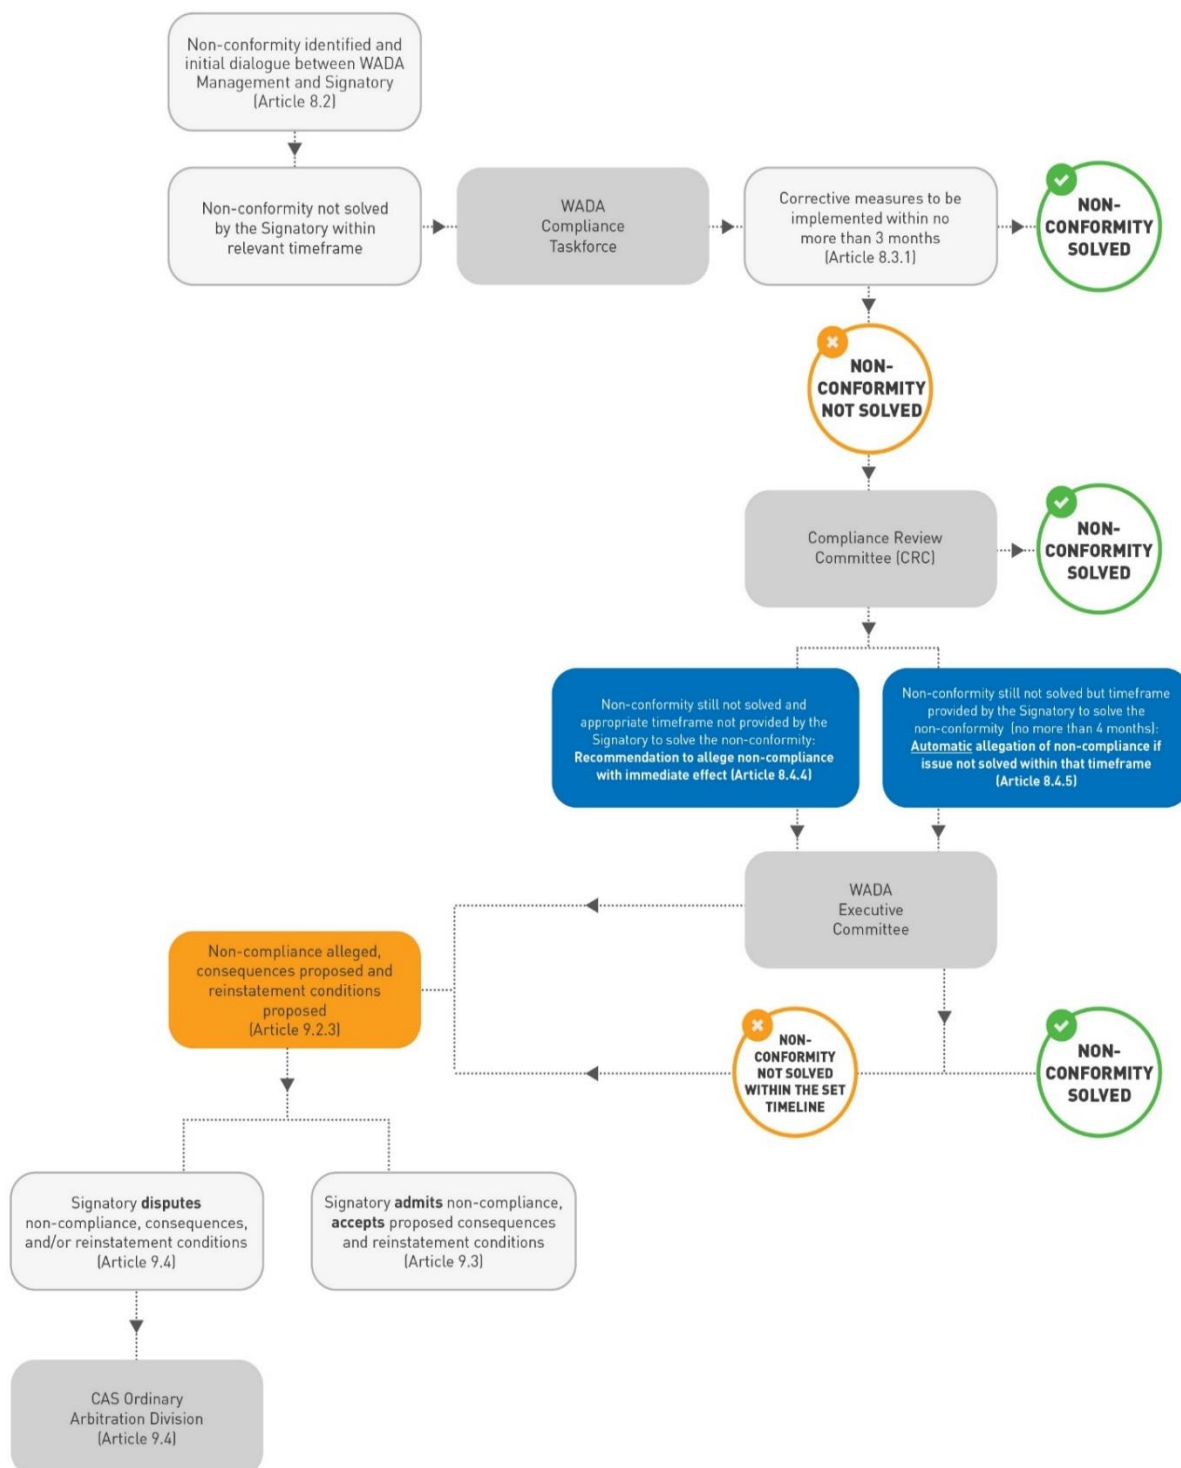 Non-conformity identified and
initial dialogue between WADA
Management and Signatory
(Article 8.2)
Non-conformity not solved
by the Signatory within
relevant timeframe
WADA
Compliance
Taskforce
Corrective measures to be
implemented within no
more than 3 months
(Article 8.3.1)
NON-
CONFORMITY
SOLVED
NON-
CONFORMITY
NOT SOLVED
Compliance Review
Committee (CRC)
NON-
CONFORMITY
SOLVED
Non-conformity still not solved and
appropriate timeframe not provided by the
Signatory to solve the non-conformity:
Recommendation to allege non-compliance
with immediate effect (Article 8.4.4)
Non-conformity still not solved but timeframe
provided by the Signatory to solve the
non-conformity (no more than 4 months):
Automatic allegation of non-compliance if
issue not solved within that timeframe
(Article 8.4.5)
WADA
Executive
Committee
Non-compliance alleged,
consequences proposed and
reinstatement conditions
proposed
(Article 9.2.3)
NON-
CONFORMITY
NOT SOLVED
WITHIN THE SET
TIMELINE
NON-
CONFORMITY
SOLVED
Signatory disputes
non-compliance, consequences,
and/or reinstatement conditions
(Article 9.4)
Signatory admits non-compliance,
accepts proposed consequences
and reinstatement conditions
(Article 9.3)
CAS Ordinary
Arbitration Division
(Article 9.4)